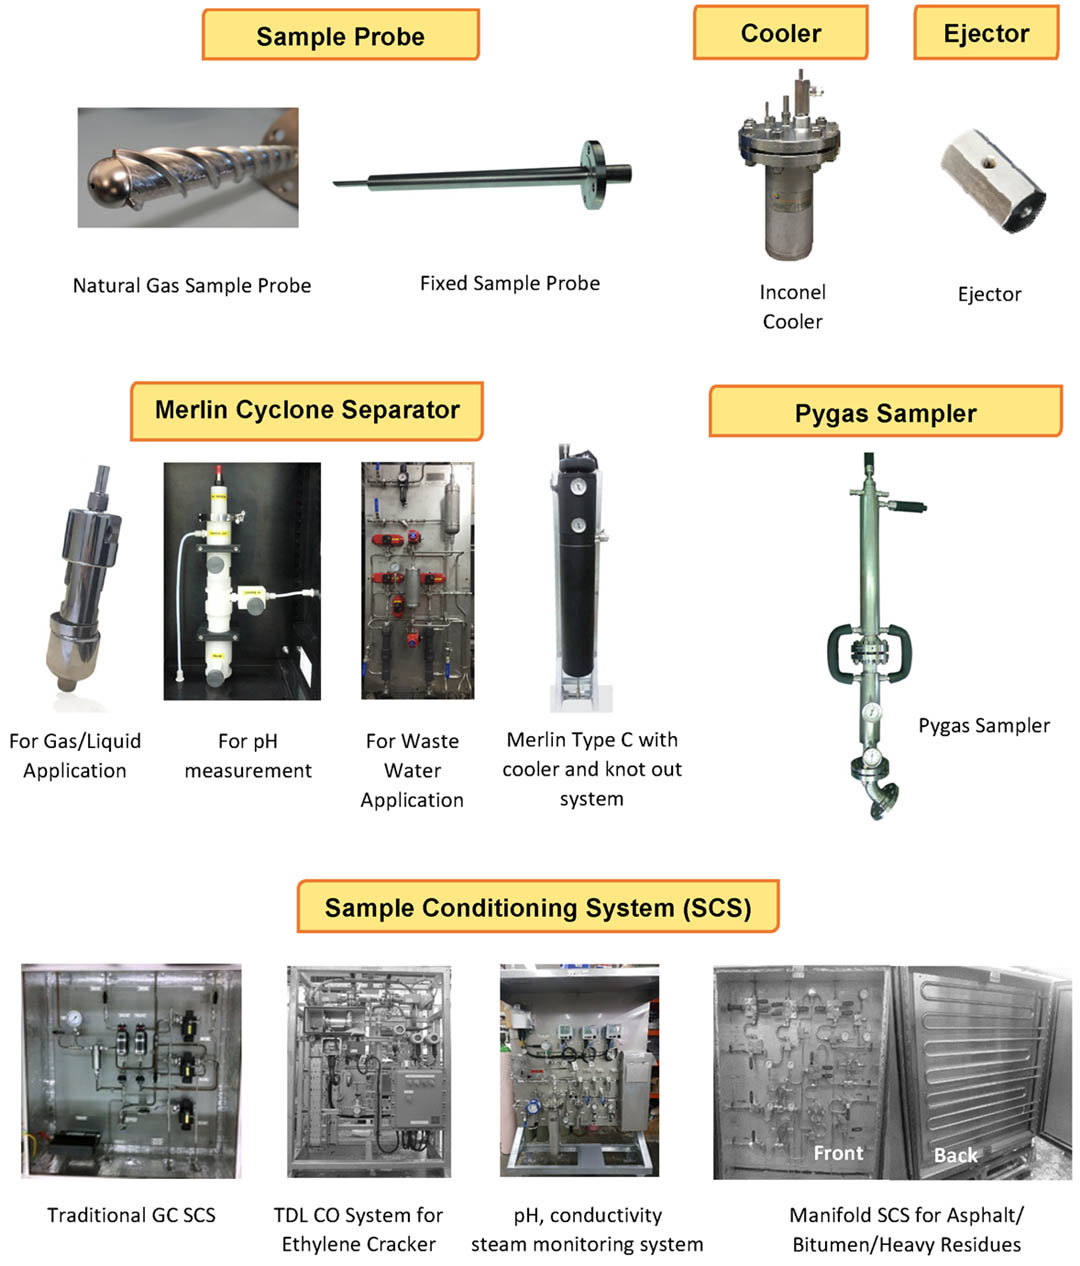 Sample Probe
Cooler
Ejector
Natural Gas Sample Probe
Fixed Sample Probe
Inconel
Cooler
Ejector
Merlin Cyclone Separator
Pygas Sampler
For Gas/Liquid
Application
For pH
measurement
For Waste
Water
Application
Merlin Type C with
cooler and knot out
system
Pygas Sampler
Sample Conditioning System (SCS)
Front
Back
Traditional GC SCS
TDL CO System for
Ethylene Cracker
pH, conductivity
steam monitoring system
Manifold SCS for Asphalt/
Bitumen/Heavy Residues